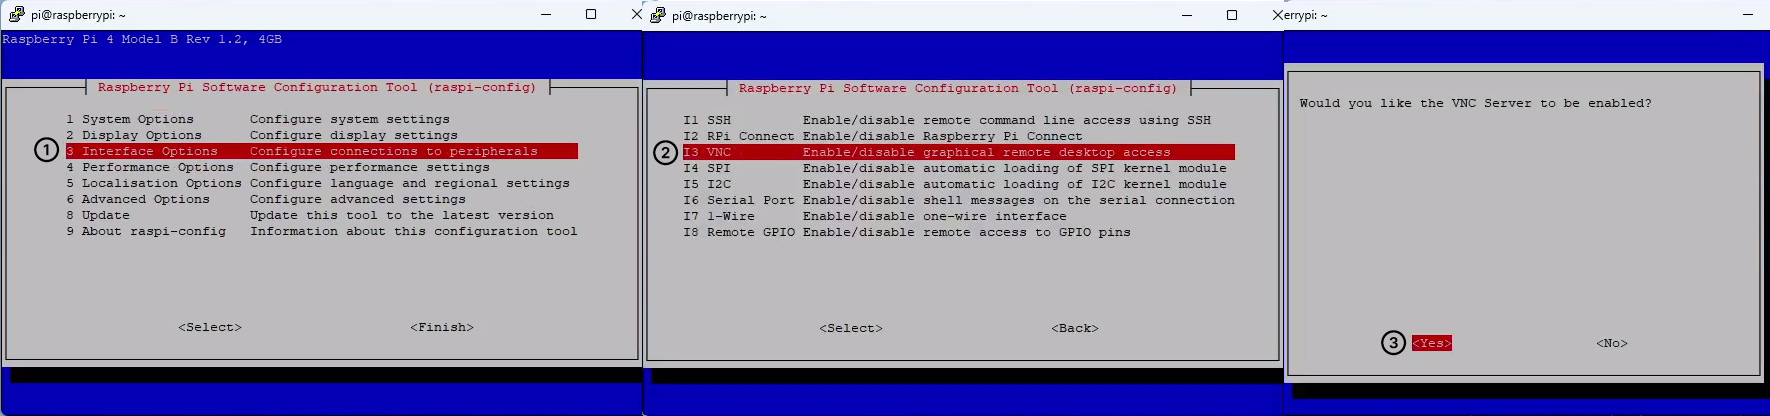 pi@raspberrypi: ~
Raspberry Pi 4 Model B Rev 1.2, 4GB
Raspberry Pi Software Configuration Tool (raspi-config)
1 System Options Configure system settings
2 Display Options Configure display settings
1 3 Interface Options Configure connections to peripherals
4 Performance Options Configure performance settings
5 Localisation Options Configure language and regional settings
6 Advanced Options Configure advanced settings
8 Update Update this tool to the latest version
9 About raspi-config Information about this configuration tool
<Select> <Finish>
pi@raspberrypi: ~
Raspberry Pi Software Configuration Tool (raspi-config)
I1 SSH Enable/disable remote command line access using SSH
I2 RPi Connect Enable/disable Raspberry Pi Connect
2 I3 VNC Enable/disable graphical remote desktop access
I4 SPI Enable/disable automatic loading of SPI kernel module
I5 I2C Enable/disable automatic loading of I2C kernel module
I6 Serial Port Enable/disable shell messages on the serial connection
I7 1-Wire Enable/disable one-wire interface
I8 Remote GPIO Enable/disable remote access to GPIO pins
<Select> <Back>
errypi: ~
Would you like the VNC Server to be enabled?
3 <Yes> <No>